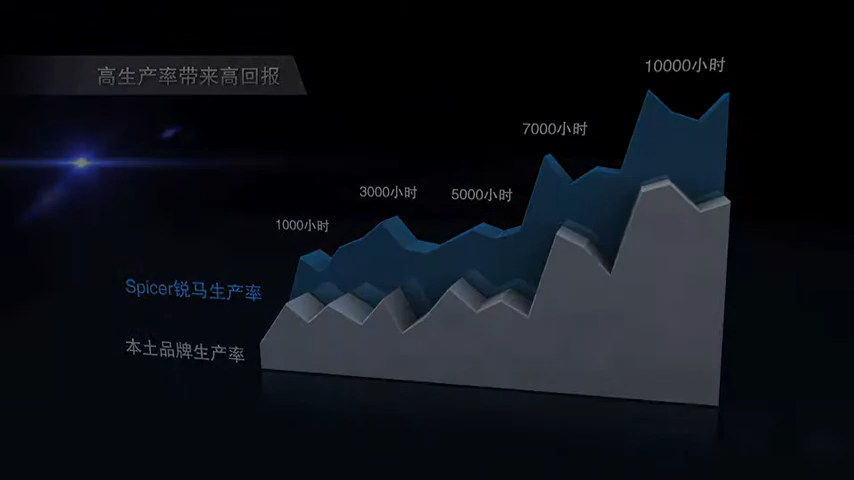 高生产率带来高回报
10000小时
7000小时
3000小时
5000小时
1000小时
Spicer锐马生产率
本土品牌生产率